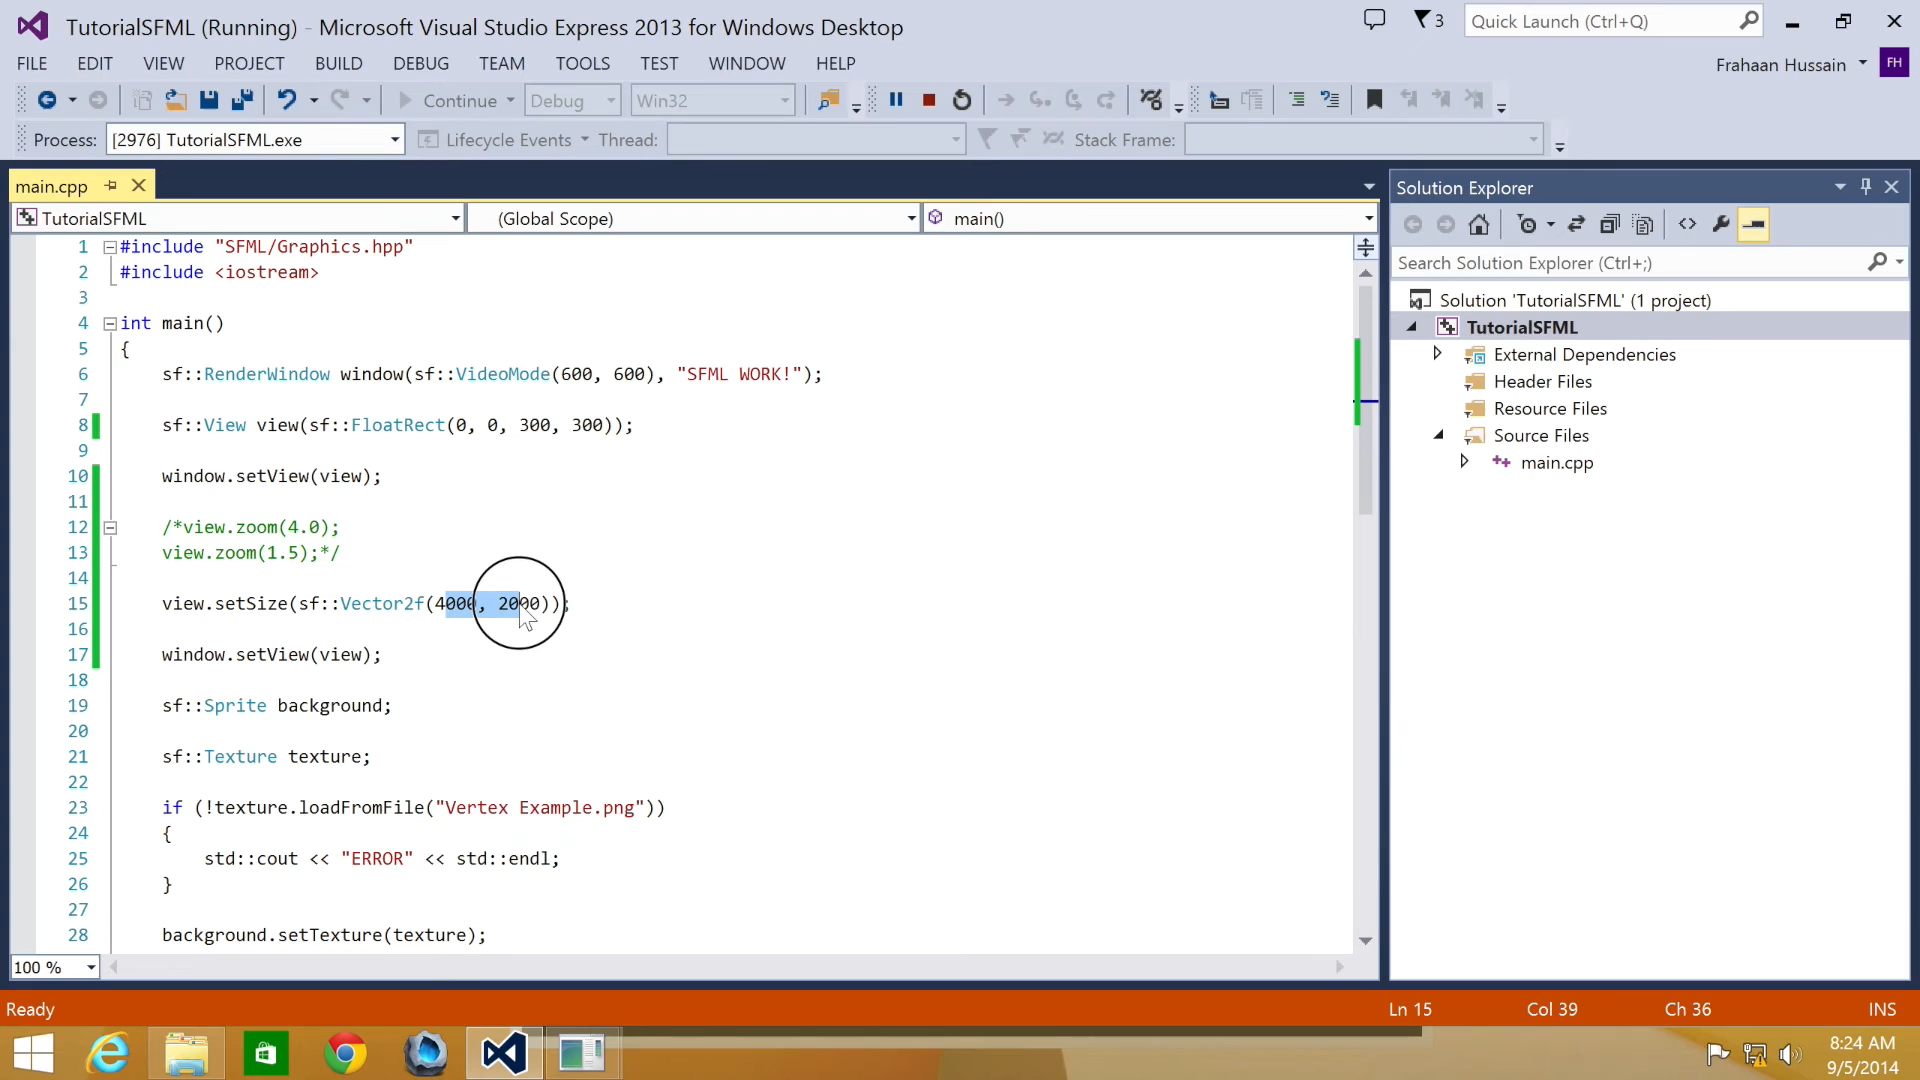 TutorialSFML (Running) - Microsoft Visual Studio Express 2013 for Windows Desktop
3
Quick Launch (Ctrl+Q)
FILE EDIT VIEW PROJECT BUILD DEBUG TEAM TOOLS TEST WINDOW HELP
Frahaan Hussain FH
Continue Debug Win32
Process: [2976] TutorialSFML.exe Lifecycle Events Thread: Stack Frame:
main.cpp
TutorialSFML (Global Scope) main()
1 #include "SFML/Graphics.hpp"
2 #include <iostream>
3
4 int main()
5 {
6 sf::RenderWindow window(sf::VideoMode(600, 600), "SFML WORK!");
7
8 sf::View view(sf::FloatRect(0, 0, 300, 300));
9
10 window.setView(view);
11
12 /*view.zoom(4.0);
13 view.zoom(1.5);*/
14
15 view.setSize(sf::Vector2f(4000, 2000));
16
17 window.setView(view);
18
19 sf::Sprite background;
20
21 sf::Texture texture;
22
23 if (!texture.loadFromFile("Vertex Example.png"))
24 {
25 std::cout << "ERROR" << std::endl;
26 }
27
28 background.setTexture(texture);
100 %
Solution Explorer
Search Solution Explorer (Ctrl+;)
Solution 'TutorialSFML' (1 project)
TutorialSFML
External Dependencies
Header Files
Resource Files
Source Files
main.cpp
Ready Ln 15 Col 39 Ch 36 INS
8:24 AM
9/5/2014